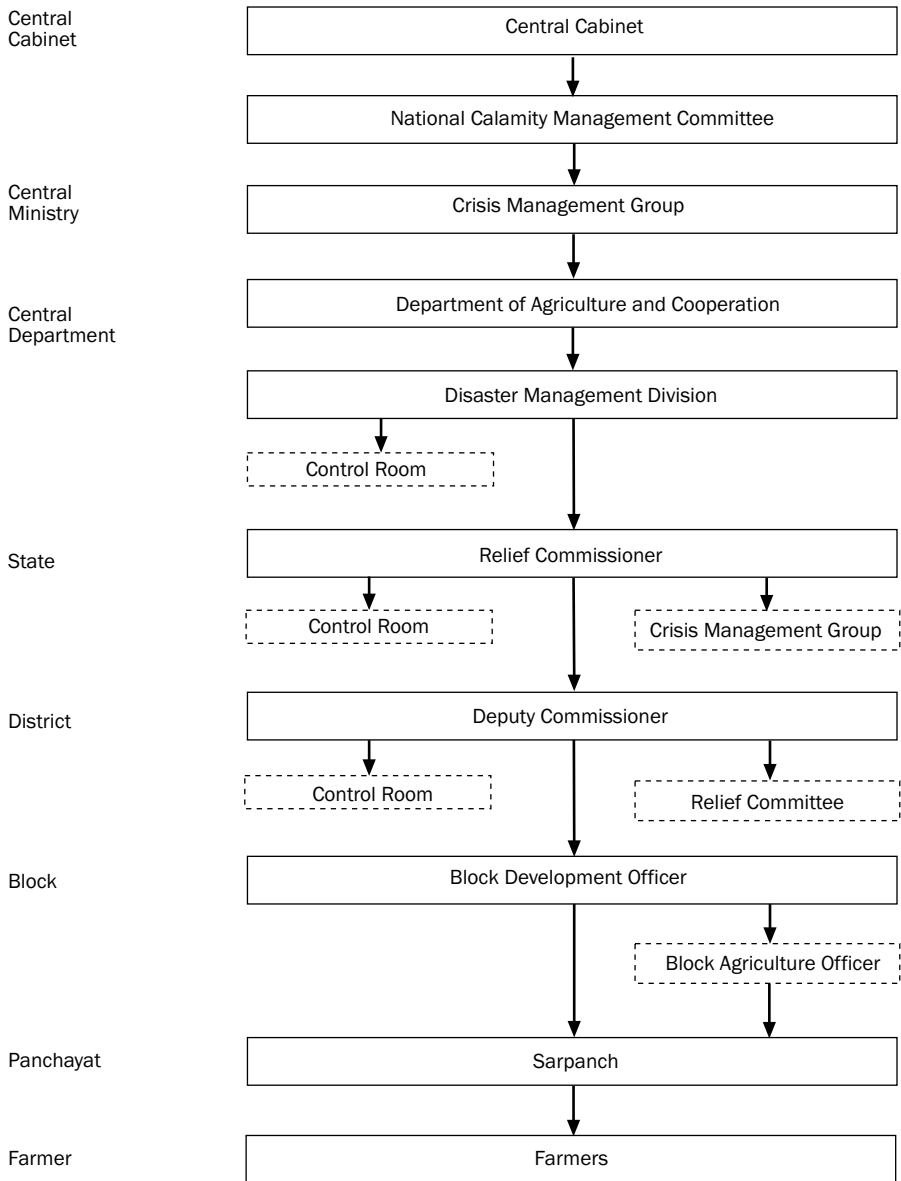 Central
Cabinet
Central Cabinet
National Calamity Management Committee
Central
Ministry
Crisis Management Group
Central
Department
Department of Agriculture and Cooperation
Disaster Management Division
Control Room
State
Relief Commissioner
Control Room
Crisis Management Group
District
Deputy Commissioner
Control Room
Relief Committee
Block
Block Development Officer
Block Agriculture Officer
Panchayat
Sarpanch
Farmer
Farmers